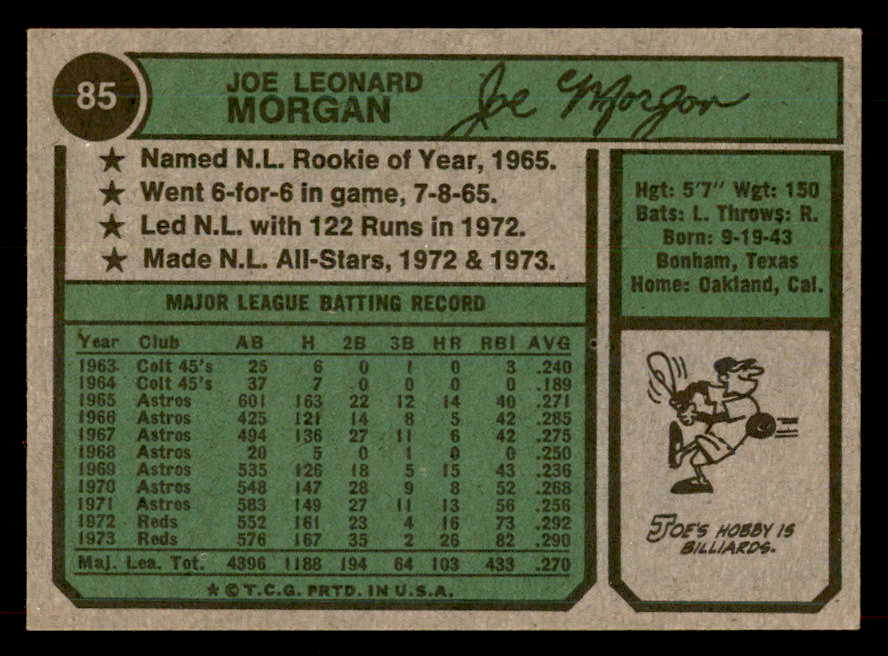 85
JOE LEONARD
MORGAN
Joe Morgan
★ Named N.L. Rookie of Year, 1965.
★ Went 6-for-6 in game, 7-8-65.
★ Led N.L. with 122 Runs in 1972.
★ Made N.L. All-Stars, 1972 & 1973.
Hgt: 5'7" Wgt: 150
Bats: L. Throws: R.
Born: 9-19-43
Bonham, Texas
Home: Oakland, Cal.
MAJOR LEAGUE BATTING RECORD
Year Club AB H 2B 3B HR RBI AVG
1963 Colt 45's 25 6 0 1 0 3 .240
1964 Colt 45's 37 7 0 0 0 0 .189
1965 Astros 601 163 22 12 14 40 .271
1966 Astros 425 121 14 8 5 42 .285
1967 Astros 494 136 27 11 6 42 .275
1968 Astros 20 5 0 1 0 0 .250
1969 Astros 535 126 18 5 15 43 .236
1970 Astros 548 147 28 9 8 52 .268
1971 Astros 583 149 27 11 13 56 .256
1972 Reds 552 161 23 4 16 73 .292
1973 Reds 576 167 35 2 26 82 .290
Maj. Lea. Tot. 4396 1188 194 64 103 433 .270
★ © T.C.G. PRTD. IN U.S.A.
JOE'S HOBBY IS
BILLIARDS.